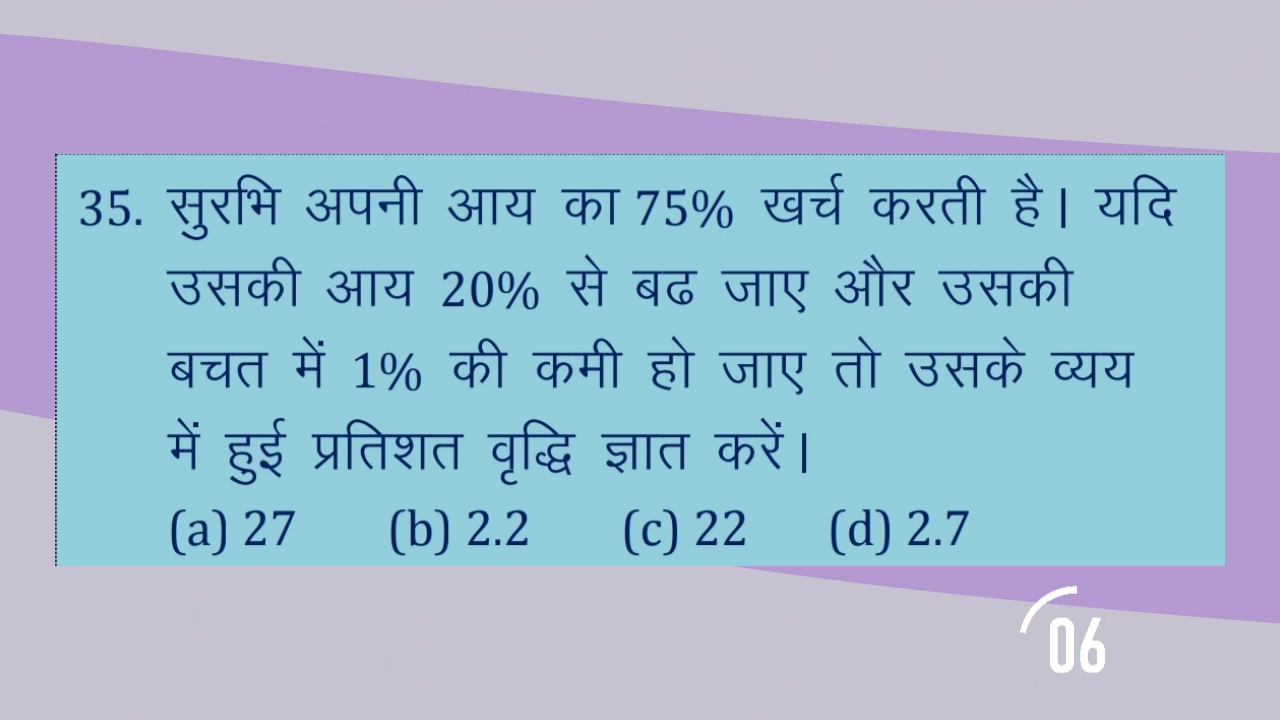 35. सुरभि अपनी आय का 75% खर्च करती है। यदि
उसकी आय 20% से बढ जाए और उसकी
बचत में 1% की कमी हो जाए तो उसके व्यय
में हुई प्रतिशत वृद्धि ज्ञात करें।
(a) 27 (b) 2.2 (c) 22 (d) 2.7
06